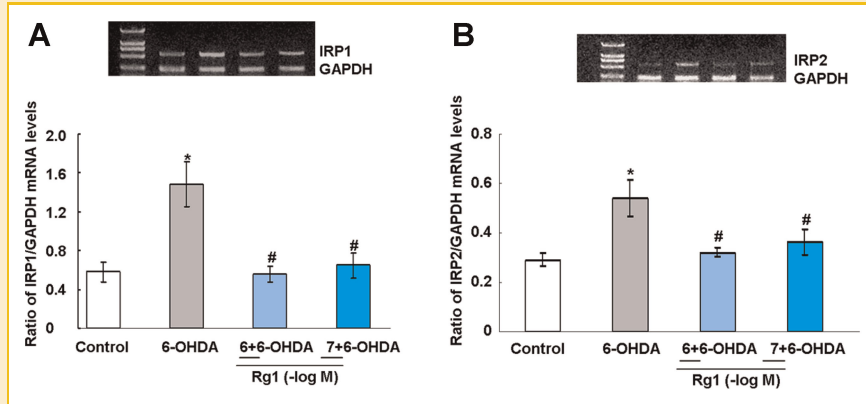 A
IRP1
GAPDH
Ratio of IRP1/GAPDH mRNA levels
2.0
1.6
1.2
0.8
0.4
0
*
#
#
Control
6-OHDA
6+6-OHDA
7+6-OHDA
Rg1 (-log M)
B
IRP2
GAPDH
Ratio of IRP2/GAPDH mRNA levels
0.8
0.6
0.4
0.2
0
*
#
#
Control
6-OHDA
6+6-OHDA
7+6-OHDA
Rg1 (-log M)